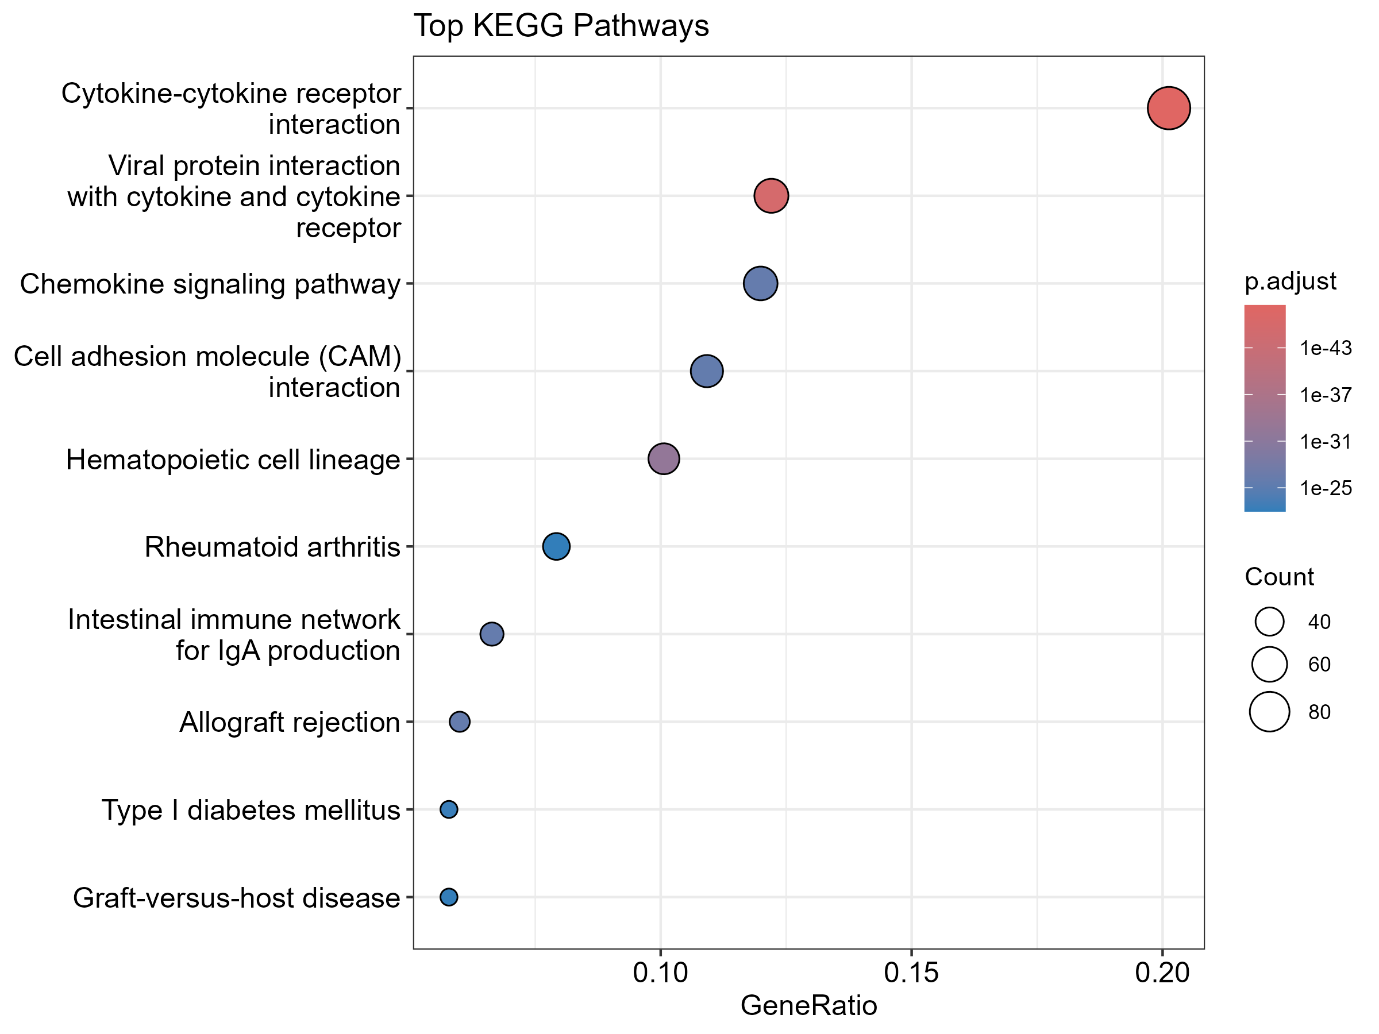 Top KEGG Pathways
Cytokine-cytokine receptor
interaction
Viral protein interaction
with cytokine and cytokine
receptor
Chemokine signaling pathway
Cell adhesion molecule (CAM)
interaction
Hematopoietic cell lineage
Rheumatoid arthritis
Intestinal immune network
for IgA production
Allograft rejection
Type I diabetes mellitus
Graft-versus-host disease
0.10
0.15
0.20
GeneRatio
p.adjust
1e-43
1e-37
1e-31
1e-25
Count
40
60
80